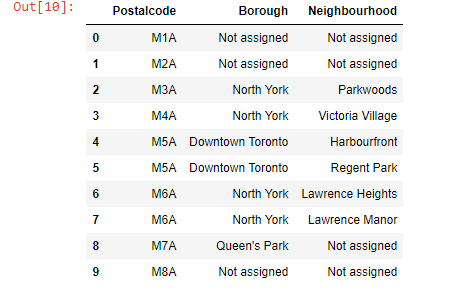 Out[10]:
Postalcode Borough Neighbourhood
0 M1A Not assigned Not assigned
1 M2A Not assigned Not assigned
2 M3A North York Parkwoods
3 M4A North York Victoria Village
4 M5A Downtown Toronto Harbourfront
5 M5A Downtown Toronto Regent Park
6 M6A North York Lawrence Heights
7 M6A North York Lawrence Manor
8 M7A Queen's Park Not assigned
9 M8A Not assigned Not assigned